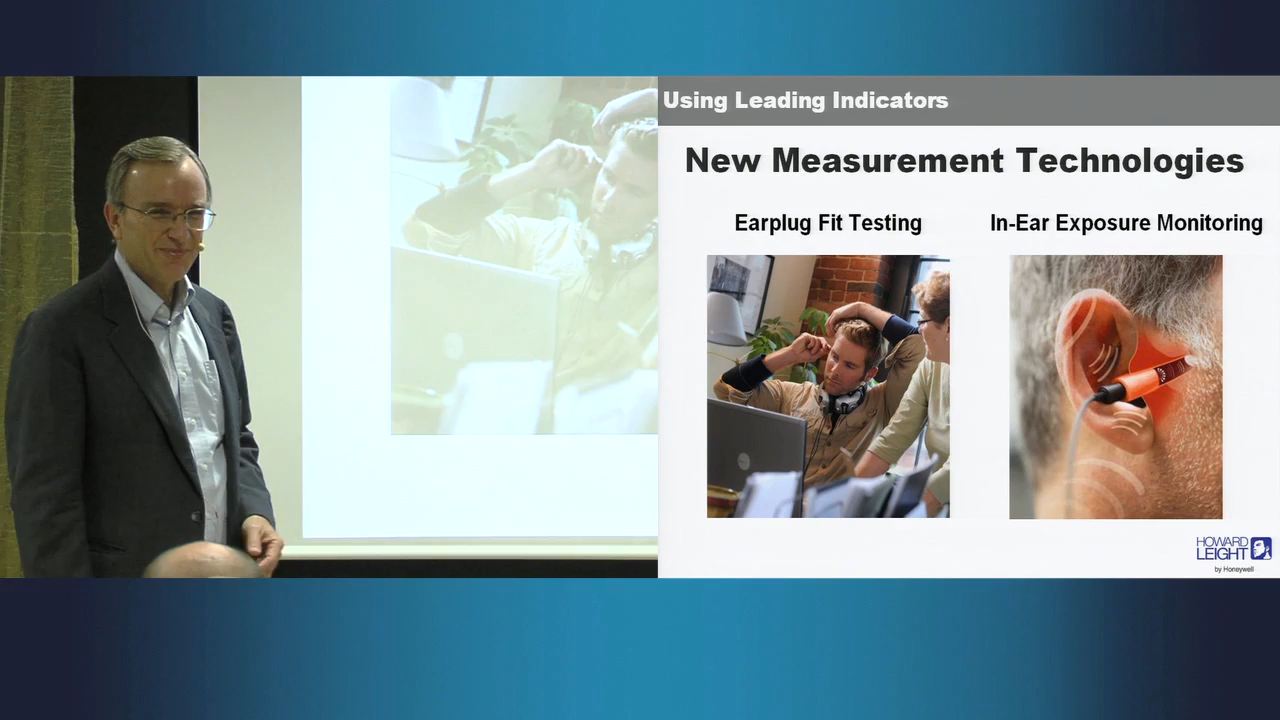 Using Leading Indicators
New Measurement Technologies
Earplug Fit Testing
In-Ear Exposure Monitoring
HOWARD
LEIGHT
by Honeywell